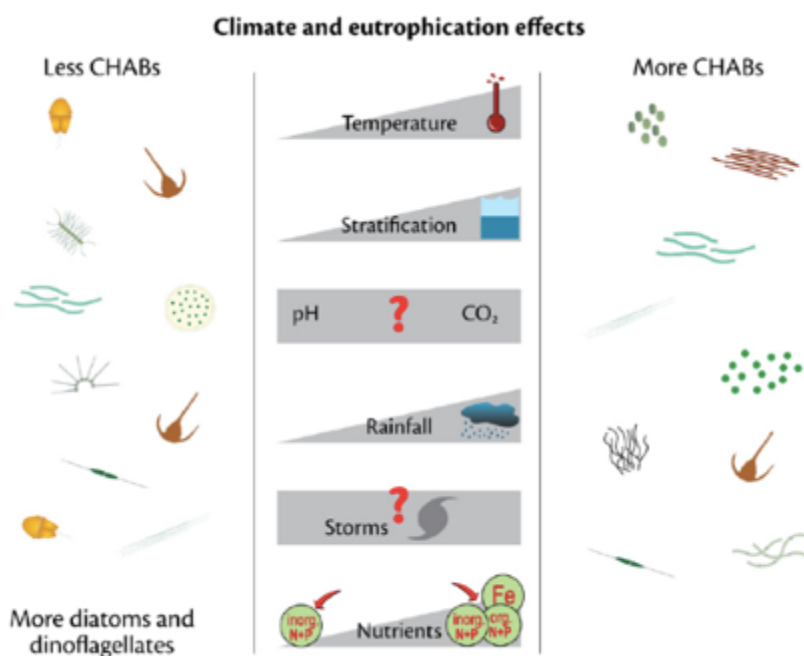 Climate and eutrophication effects
Less CHABs
More CHABs
Temperature
Stratification
pH ? CO₂
Rainfall
?
Storms
inorg.
N+P
Nutrients
Fe
inorg.
N+P
org.
N+P
More diatoms and
dinoflagellates